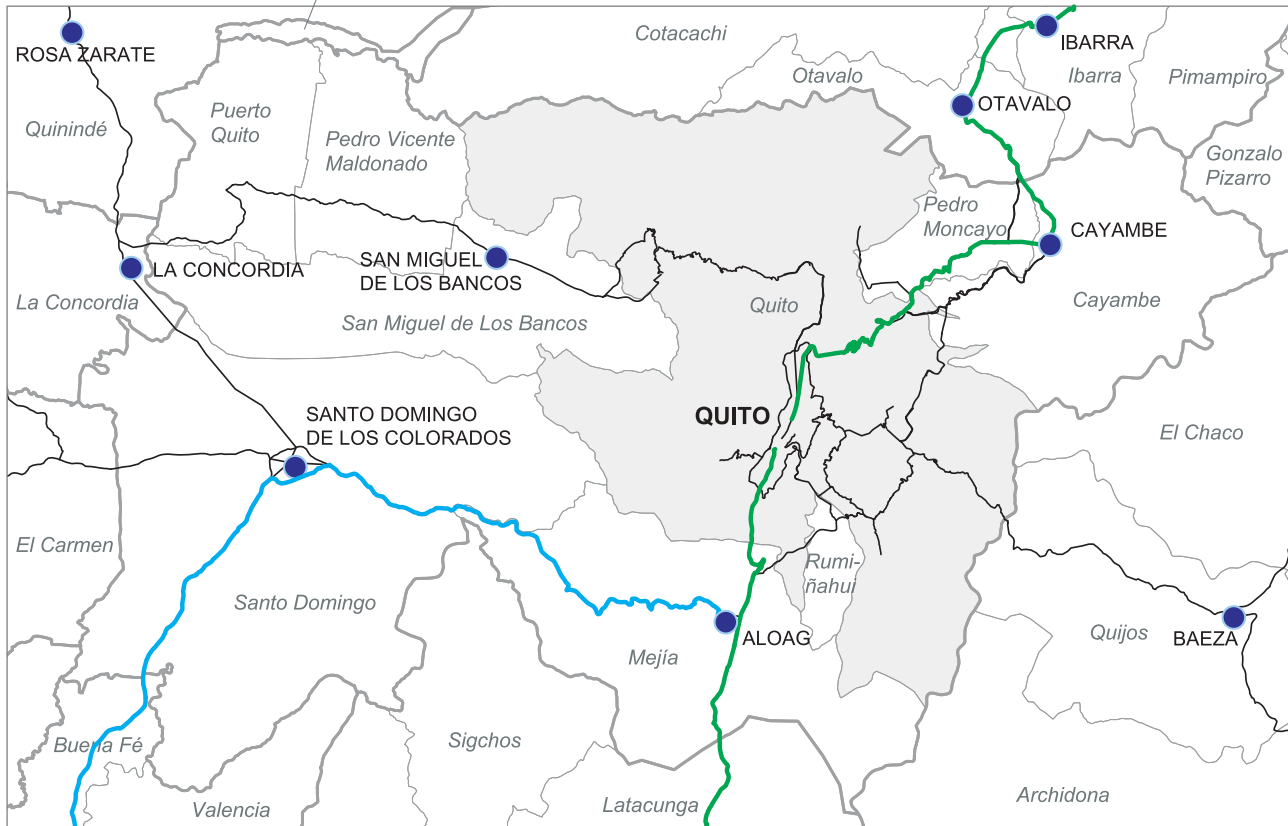 Cotacachi
IBARRA
ROSA ZARATE
Otavalo
Ibarra
Pimampiro
Puerto
Quito
OTAVALO
Quinindé
Pedro Vicente
Maldonado
Gonzalo
Pizarro
Pedro
Moncayo
CAYAMBE
SAN MIGUEL
DE LOS BANCOS
LA CONCORDIA
La Concordia
Quito
Cayambe
San Miguel de Los Bancos
SANTO DOMINGO
DE LOS COLORADOS
QUITO
El Chaco
El Carmen
Rumi-
ñahui
Santo Domingo
ALOAG
Quijos
BAEZA
Mejía
Buena Fé
Sigchos
Valencia
Latacunga
Archidona